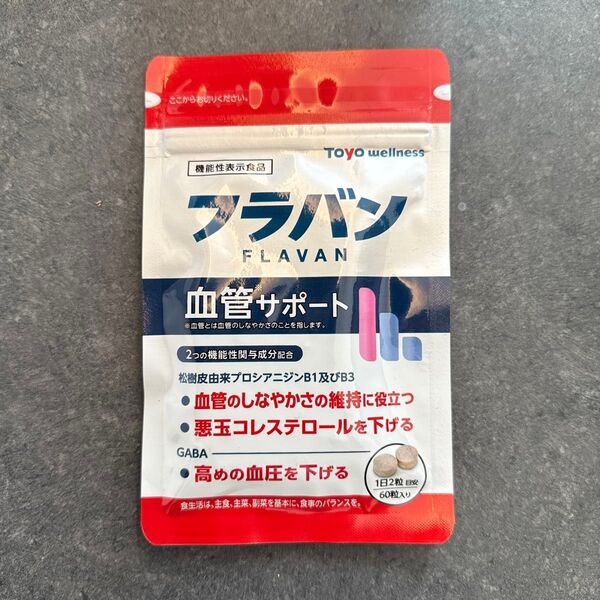 ここからお切りください。
TOYO wellness
機能性表示食品
フラバン
FLAVAN
血管サポート
※血管とは血管のしなやかさのことを指します。
2つの機能性関与成分配合
松樹皮由来プロシアニジンB1及びB3
●血管のしなやかさの維持に役立つ
●悪玉コレステロールを下げる
GABA
●高めの血圧を下げる
1日2粒 目安
60粒入り
食生活は、主食、主菜、副菜を基本に、食事のバランスを。